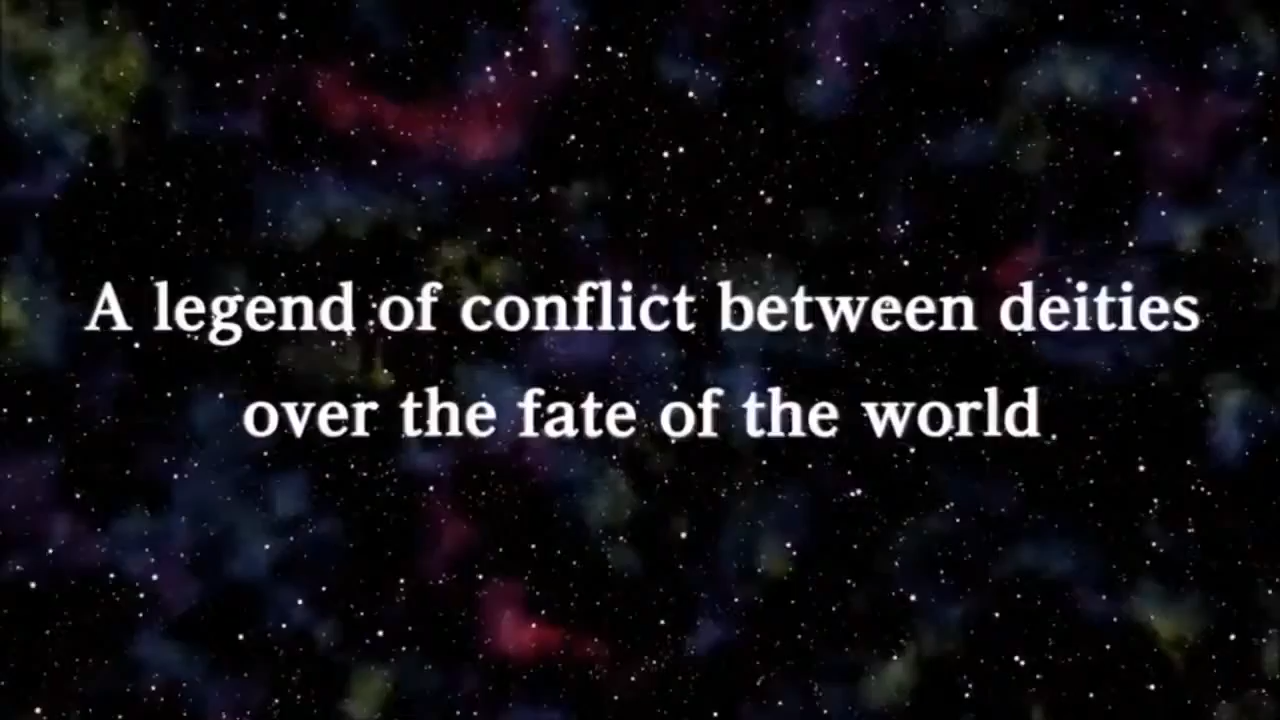 A legend of conflict between deities
over the fate of the world